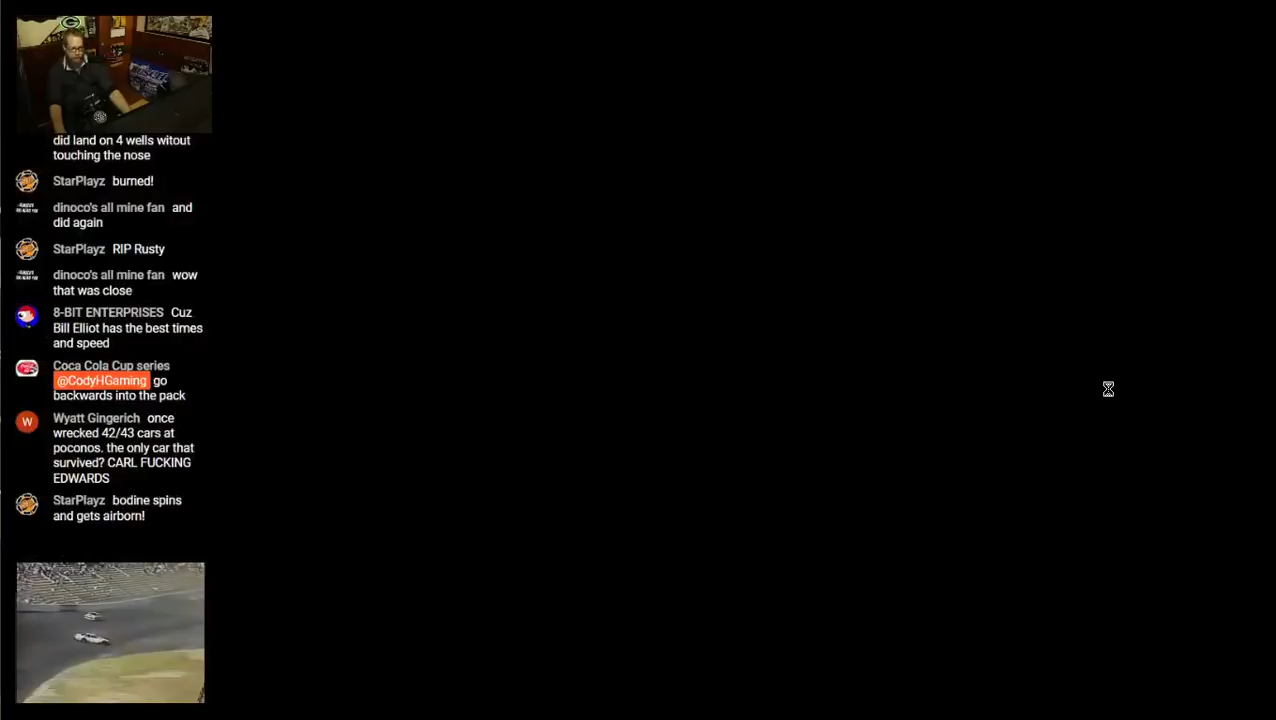 did land on 4 wells witout
touching the nose
StarPlayz burned!
dinoco's all mine fan and
did again
StarPlayz RIP Rusty
dinoco's all mine fan wow
that was close
8-BIT ENTERPRISES Cuz
Bill Elliot has the best times
and speed
Coca Cola Cup series
@CodyHGaming go
backwards into the pack
W
Wyatt Gingerich once
wrecked 42/43 cars at
poconos. the only car that
survived? CARL FUCKING
EDWARDS
StarPlayz bodine spins
and gets airborn!